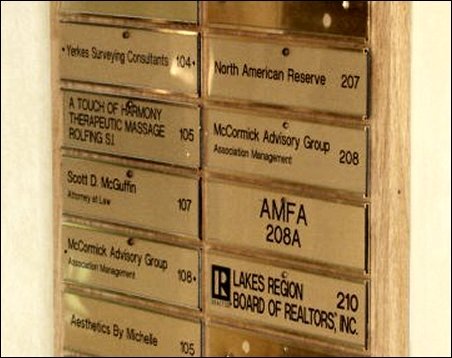 Yerkes Surveying Consultants 104
A TOUCH OF HARMONY
THERAPEUTIC MASSAGE
ROLFING S.I. 105
Scott D. McGuffin
Attorney at Law 107
McCormick Advisory Group
Association Management 108
Aesthetics By Michelle 105
North American Reserve 207
McCormick Advisory Group
Association Management 208
AMFA
208A
R LAKES REGION 210
REALTOR BOARD OF REALTORS, INC.